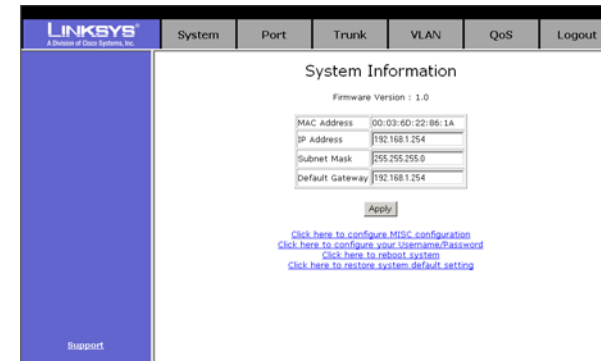 LINKSYS®
A Division of Cisco Systems, Inc.
System Port Trunk VLAN QoS Logout
System Information
Firmware Version : 1.0
MAC Address 00:03:6D:22:86:1A
IP Address 192.168.1.254
Subnet Mask 255.255.255.0
Default Gateway 192.168.1.254
Apply
Click here to configure MISC configuration
Click here to configure your Username/Password
Click here to reboot system
Click here to restore system default setting
Support